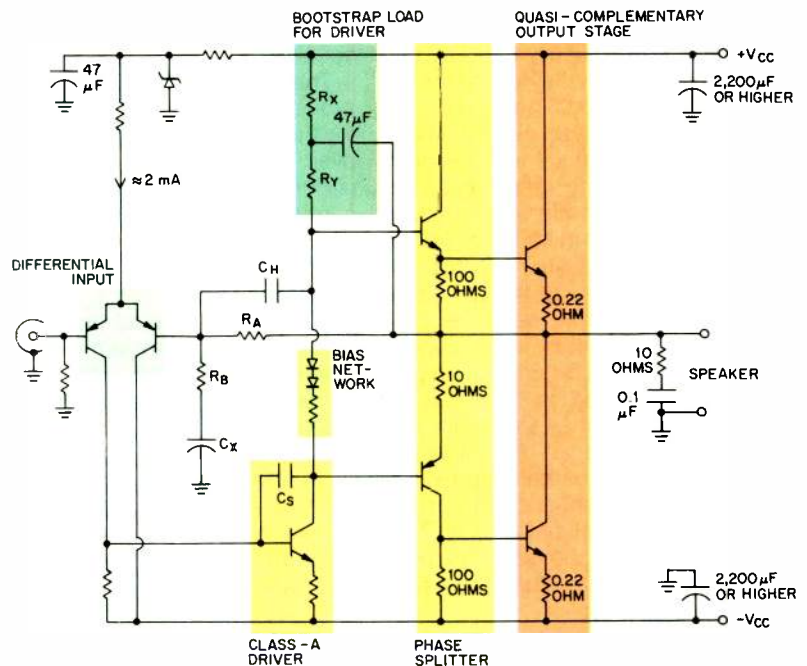 BOOTSTRAP LOAD
FOR DRIVER
QUASI-COMPLEMENTARY
OUTPUT STAGE
47
µF
+VCC
2,200µF
OR HIGHER
RX
47µF
≈2 mA
RY
DIFFERENTIAL
INPUT
CH
100
OHMS
0.22
OHM
RA
10
OHMS
SPEAKER
BIAS
NET-
WORK
RB
10
OHMS
0.1
µF
CX
CS
2,200µF
OR HIGHER
100
OHMS
0.22
OHM
-VCC
CLASS-A
DRIVER
PHASE
SPLITTER